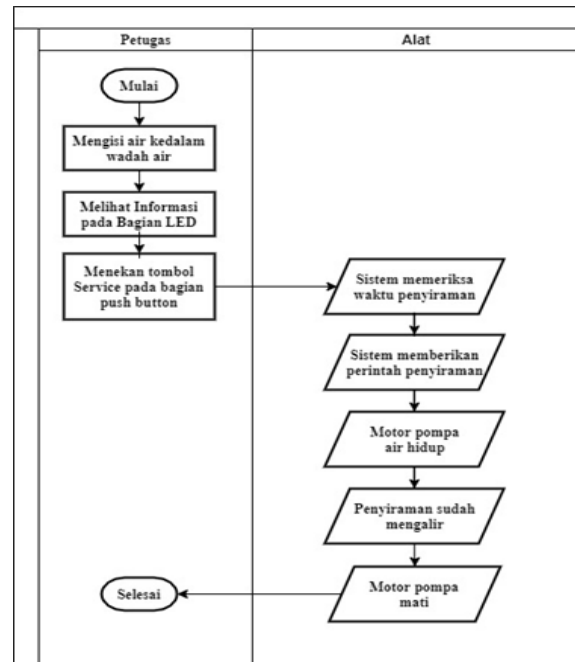 Petugas
Alat
Mulai
Mengisi air kedalam
wadah air
Melihat Informasi
pada Bagian LED
Menekan tombol
Service pada bagian
push button
Sistem memeriksa
waktu penyiraman
Sistem memberikan
perintah penyiraman
Motor pompa
air hidup
Penyiraman sudah
mengalir
Motor pompa
mati
Selesai